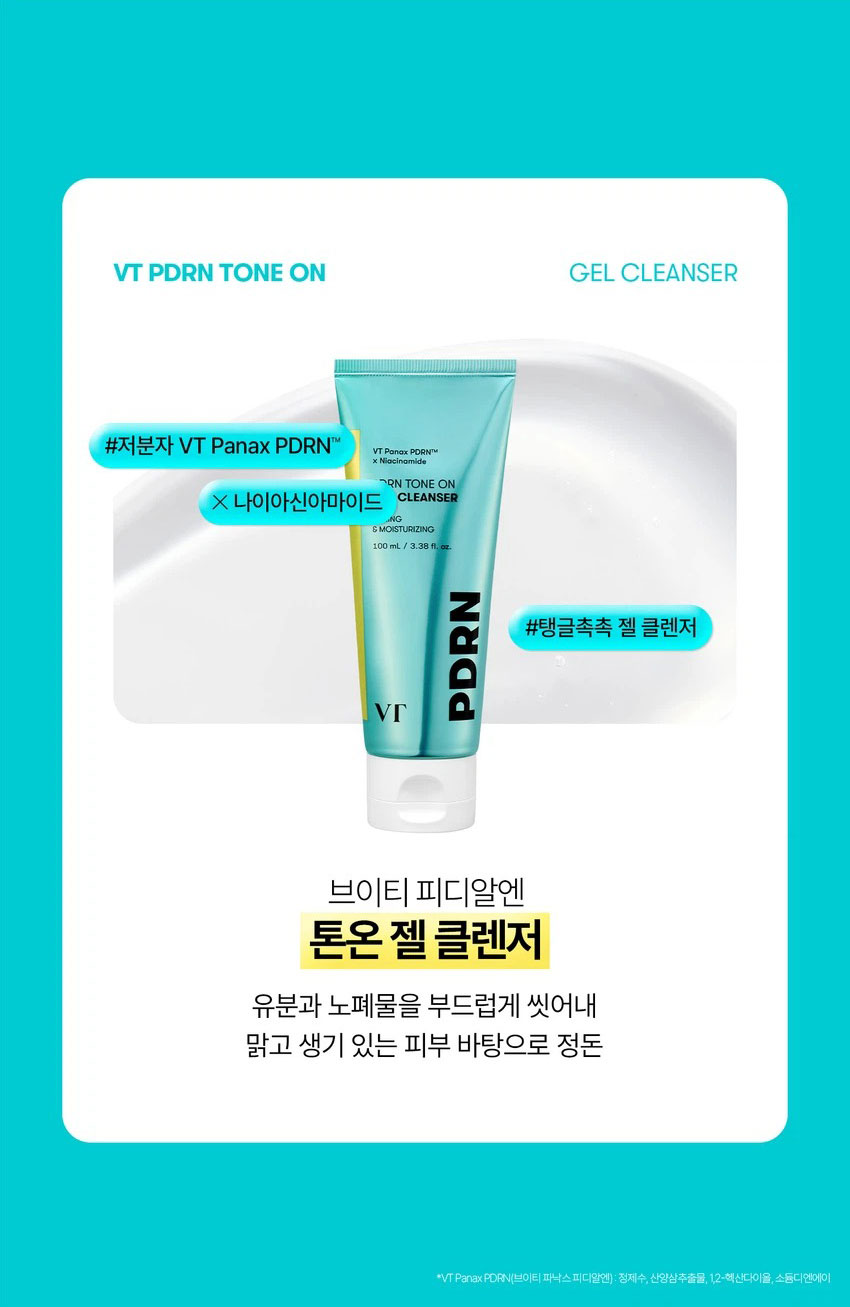 VT PDRN TONE ON
GEL CLEANSER
#저분자 VT Panax PDRN™
× 나이아신아마이드
VT Panax PDRN™
x Niacinamide
TONE ON
CLEANSER
& MOISTURIZING
100 mL / 3.38 fl. oz.
#탱글촉촉 젤 클렌저
PDRN
VT
브이티 피디알엔
톤온 젤 클렌저
유분과 노폐물을 부드럽게 씻어내
맑고 생기 있는 피부 바탕으로 정돈
*VT Panax PDRN(브이티 파낙스 피디알엔) : 정제수, 산양삼추출물, 1,2-헥산다이올, 소듐디엔에이